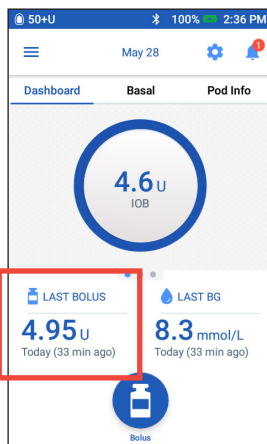 50+U 100% 2:36 PM
May 28 1
Dashboard Basal Pod Info
4.6 U
IOB
LAST BOLUS LAST BG
4.95 U 8.3 mmol/L
Today (33 min ago) Today (33 min ago)
Bolus